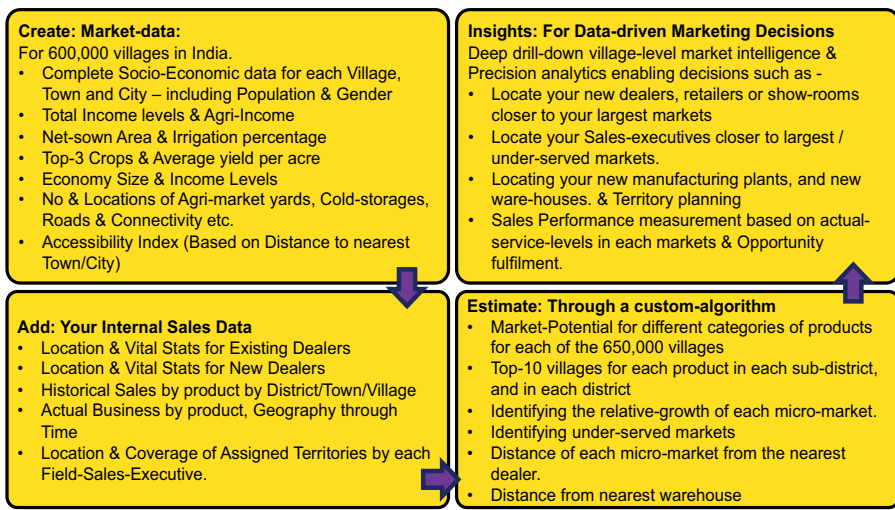 Create: Market-data:
For 600,000 villages in India.
• Complete Socio-Economic data for each Village,
Town and City – including Population & Gender
• Total Income levels & Agri-Income
• Net-sown Area & Irrigation percentage
• Top-3 Crops & Average yield per acre
• Economy Size & Income Levels
• No & Locations of Agri-market yards, Cold-storages,
Roads & Connectivity etc.
• Accessibility Index (Based on Distance to nearest
Town/City)
Add: Your Internal Sales Data
• Location & Vital Stats for Existing Dealers
• Location & Vital Stats for New Dealers
• Historical Sales by product by District/Town/Village
• Actual Business by product, Geography through
Time
• Location & Coverage of Assigned Territories by each
Field-Sales-Executive.
Estimate: Through a custom-algorithm
• Market-Potential for different categories of products
for each of the 650,000 villages
• Top-10 villages for each product in each sub-district,
and in each district
• Identifying the relative-growth of each micro-market.
• Identifying under-served markets
• Distance of each micro-market from the nearest
dealer.
• Distance from nearest warehouse
Insights: For Data-driven Marketing Decisions
Deep drill-down village-level market intelligence &
Precision analytics enabling decisions such as -
• Locate your new dealers, retailers or show-rooms
closer to your largest markets
• Locate your Sales-executives closer to largest /
under-served markets.
• Locating your new manufacturing plants, and new
ware-houses. & Territory planning
• Sales Performance measurement based on actual-
service-levels in each markets & Opportunity
fulfilment.